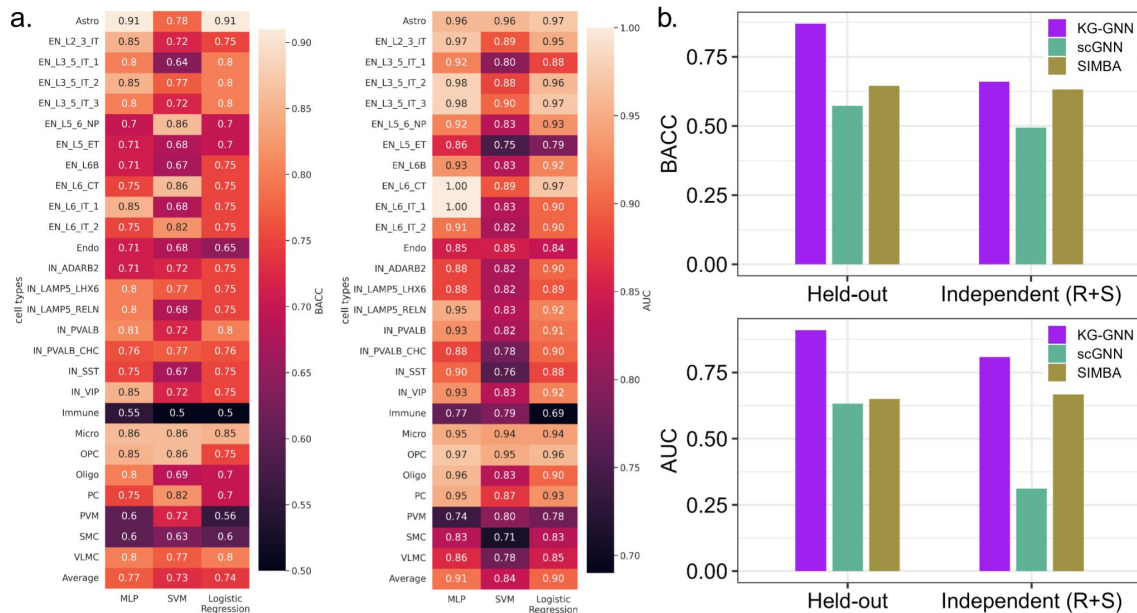 a.
cell types
Astro 0.91 0.78 0.91
EN_L2_3_IT 0.85 0.72 0.75
EN_L3_5_IT_1 0.8 0.64 0.8
EN_L3_5_IT_2 0.85 0.77 0.8
EN_L3_5_IT_3 0.8 0.72 0.8
EN_L5_6_NP 0.7 0.86 0.7
EN_L5_ET 0.71 0.68 0.7
EN_L6B 0.71 0.67 0.75
EN_L6_CT 0.75 0.86 0.75
EN_L6_IT_1 0.85 0.68 0.75
EN_L6_IT_2 0.75 0.82 0.75
Endo 0.71 0.68 0.65
IN_ADARB2 0.71 0.72 0.75
IN_LAMP5_LHX6 0.8 0.77 0.75
IN_LAMP5_RELN 0.8 0.68 0.75
IN_PVALB 0.81 0.72 0.8
IN_PVALB_CHC 0.76 0.77 0.76
IN_SST 0.75 0.67 0.75
IN_VIP 0.85 0.72 0.75
Immune 0.55 0.5 0.5
Micro 0.86 0.86 0.85
OPC 0.85 0.86 0.75
Oligo 0.8 0.69 0.7
PC 0.75 0.82 0.7
PVM 0.6 0.72 0.56
SMC 0.6 0.63 0.6
VLMC 0.8 0.77 0.8
Average 0.77 0.73 0.74
MLP SVM Logistic
Regression
0.90
0.85
0.80
0.75
0.70
0.65
0.60
0.55
0.50
BACC
cell types
Astro 0.96 0.96 0.97
EN_L2_3_IT 0.97 0.89 0.95
EN_L3_5_IT_1 0.92 0.80 0.88
EN_L3_5_IT_2 0.98 0.88 0.96
EN_L3_5_IT_3 0.98 0.90 0.97
EN_L5_6_NP 0.92 0.83 0.93
EN_L5_ET 0.86 0.75 0.79
EN_L6B 0.93 0.83 0.92
EN_L6_CT 1.00 0.89 0.97
EN_L6_IT_1 1.00 0.83 0.90
EN_L6_IT_2 0.91 0.82 0.90
Endo 0.85 0.85 0.84
IN_ADARB2 0.88 0.82 0.90
IN_LAMP5_LHX6 0.88 0.82 0.89
IN_LAMP5_RELN 0.95 0.83 0.92
IN_PVALB 0.93 0.82 0.91
IN_PVALB_CHC 0.88 0.78 0.90
IN_SST 0.90 0.76 0.88
IN_VIP 0.93 0.83 0.92
Immune 0.77 0.79 0.69
Micro 0.95 0.94 0.94
OPC 0.97 0.95 0.96
Oligo 0.96 0.83 0.90
PC 0.95 0.87 0.93
PVM 0.74 0.80 0.78
SMC 0.83 0.71 0.83
VLMC 0.86 0.78 0.85
Average 0.91 0.84 0.90
MLP SVM Logistic
Regression
1.00
0.95
0.90
0.85
0.80
0.75
0.70
AUC
b.
BACC
0.75
0.50
0.25
0.00
KG-GNN
scGNN
SIMBA
Held-out Independent (R+S)
AUC
0.75
0.50
0.25
0.00
KG-GNN
scGNN
SIMBA
Held-out Independent (R+S)